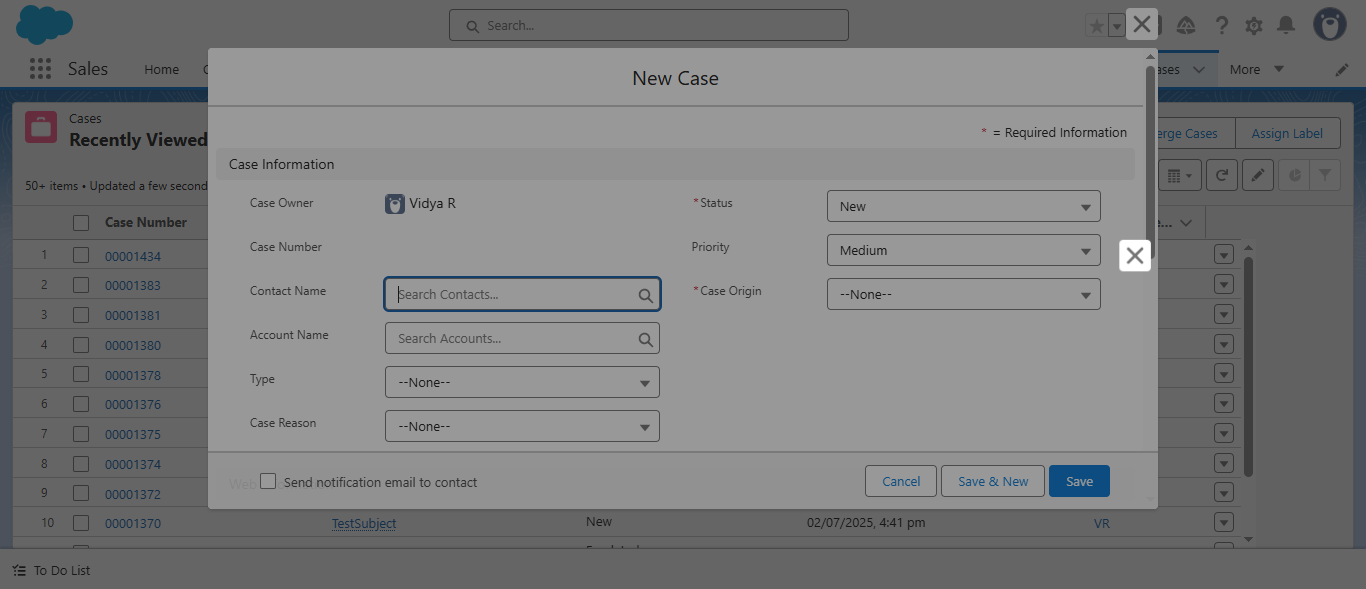 Search...
Sales
Home
ases
More
New Case
Cases
Recently Viewed
erge Cases
Assign Label
* = Required Information
50+ items • Updated a few second
Case Information
Case Owner
Vidya R
*Status
New
Case Number
Case Number
Priority
Medium
1
00001434
2
00001383
Contact Name
Search Contacts...
*Case Origin
--None--
3
00001381
Account Name
Search Accounts...
4
00001380
5
00001378
Type
--None--
6
00001376
7
00001375
Case Reason
--None--
8
00001374
9
00001372
Web
Send notification email to contact
Cancel
Save & New
Save
10
00001370
TestSubject
New
02/07/2025, 4:41 pm
VR
To Do List